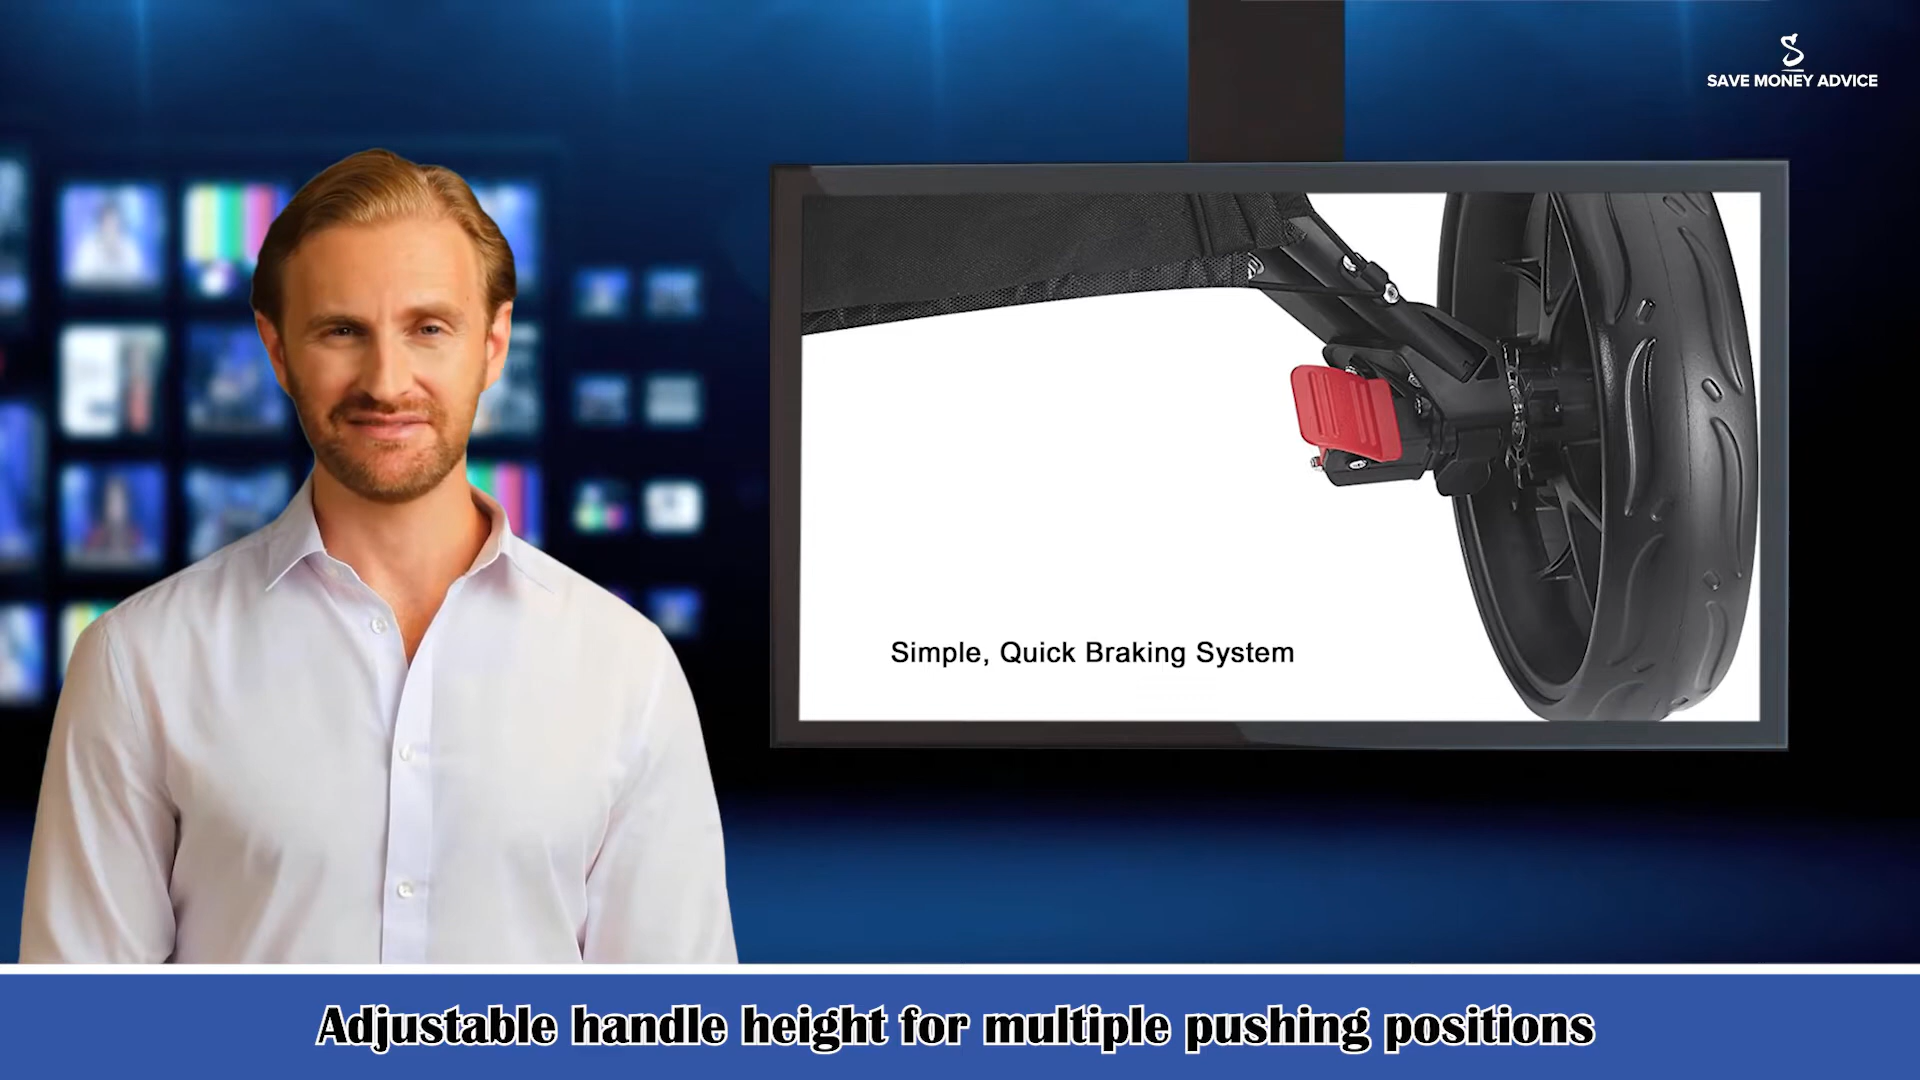 SAVE MONEY ADVICE
Simple, Quick Braking System
Adjustable handle height for multiple pushing positions